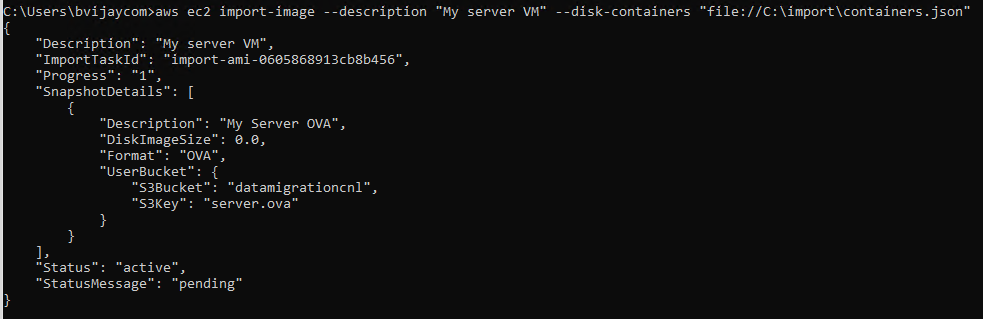 C:\Users\bvijaycom>aws ec2 import-image --description "My server VM" --disk-containers "file://C:\import\containers.json"
{
    "Description": "My server VM",
    "ImportTaskId": "import-ami-0605868913cb8b456",
    "Progress": "1",
    "SnapshotDetails": [
        {
            "Description": "My Server OVA",
            "DiskImageSize": 0.0,
            "Format": "OVA",
            "UserBucket": {
                "S3Bucket": "datamigrationcnl",
                "S3Key": "server.ova"
            }
        }
    ],
    "Status": "active",
    "StatusMessage": "pending"
}